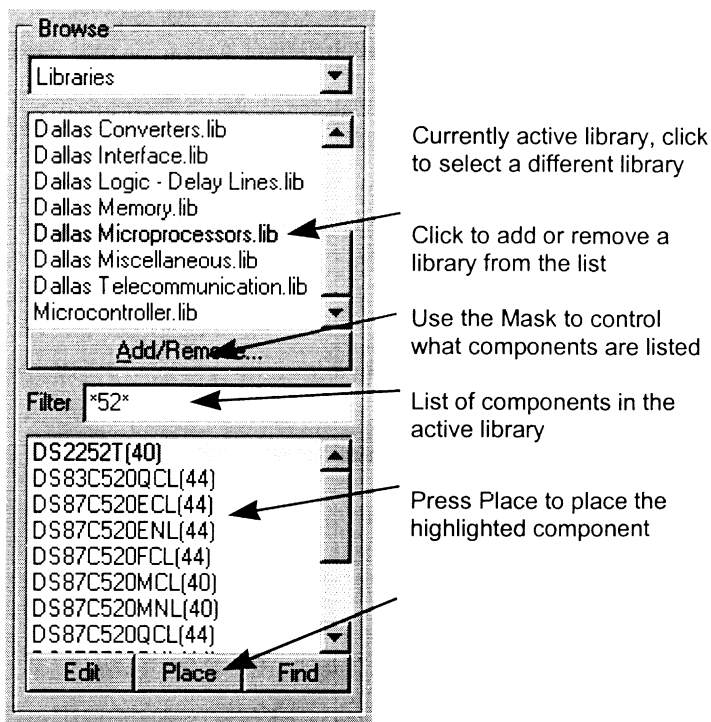 Browse
Libraries
Dallas Converters.lib
Dallas Interface.lib
Dallas Logic - Delay Lines.lib
Dallas Memory.lib
Dallas Microprocessors.lib
Dallas Miscellaneous.lib
Dallas Telecommunication.lib
Microcontroller.lib
Add/Remove...
Filter *52*
DS2252T(40)
DS83C520QCL(44)
DS87C520ECL(44)
DS87C520ENL(44)
DS87C520FCL(44)
DS87C520MCL(40)
DS87C520MNL(40)
DS87C520QCL(44)
Edit Place Find
Currently active library, click
to select a different library
Click to add or remove a
library from the list
Use the Mask to control
what components are listed
List of components in the
active library
Press Place to place the
highlighted component